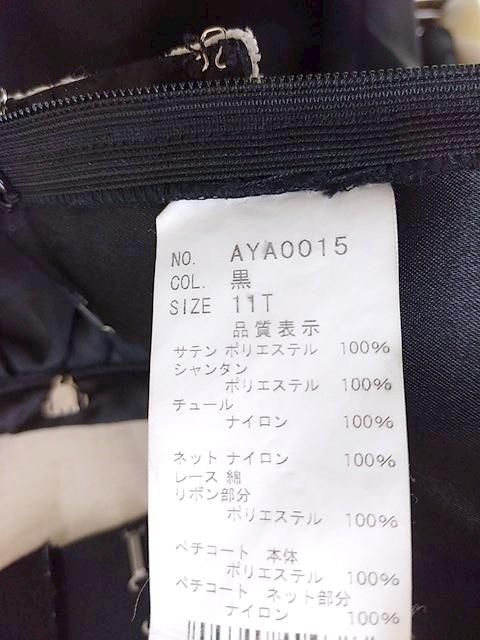 NO. AYA0015
COL. 黒
SIZE 11T
品質表示
サテン ポリエステル 100%
シャンタン
ポリエステル 100%
チュール
ナイロン 100%
ネット ナイロン 100%
レース 綿
リボン部分
ポリエステル 100%
ペチコート 本体
ポリエステル 100%
ペチコート ネット部分
ナイロン 100%